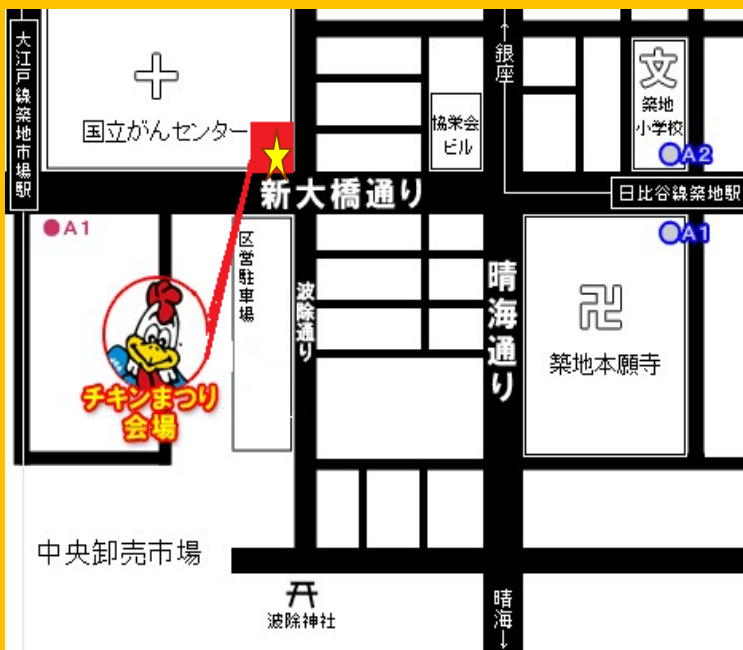 大江戸線築地市場駅
国立がんセンター
協栄会
ビル
↑銀座
文
築地
小学校
A2
新大橋通り
日比谷線築地駅
A1
A1
区営駐車場
波除通り
晴海通り
卍
築地本願寺
JCA
チキンまつり
会場
中央卸売市場
波除神社
晴海↓